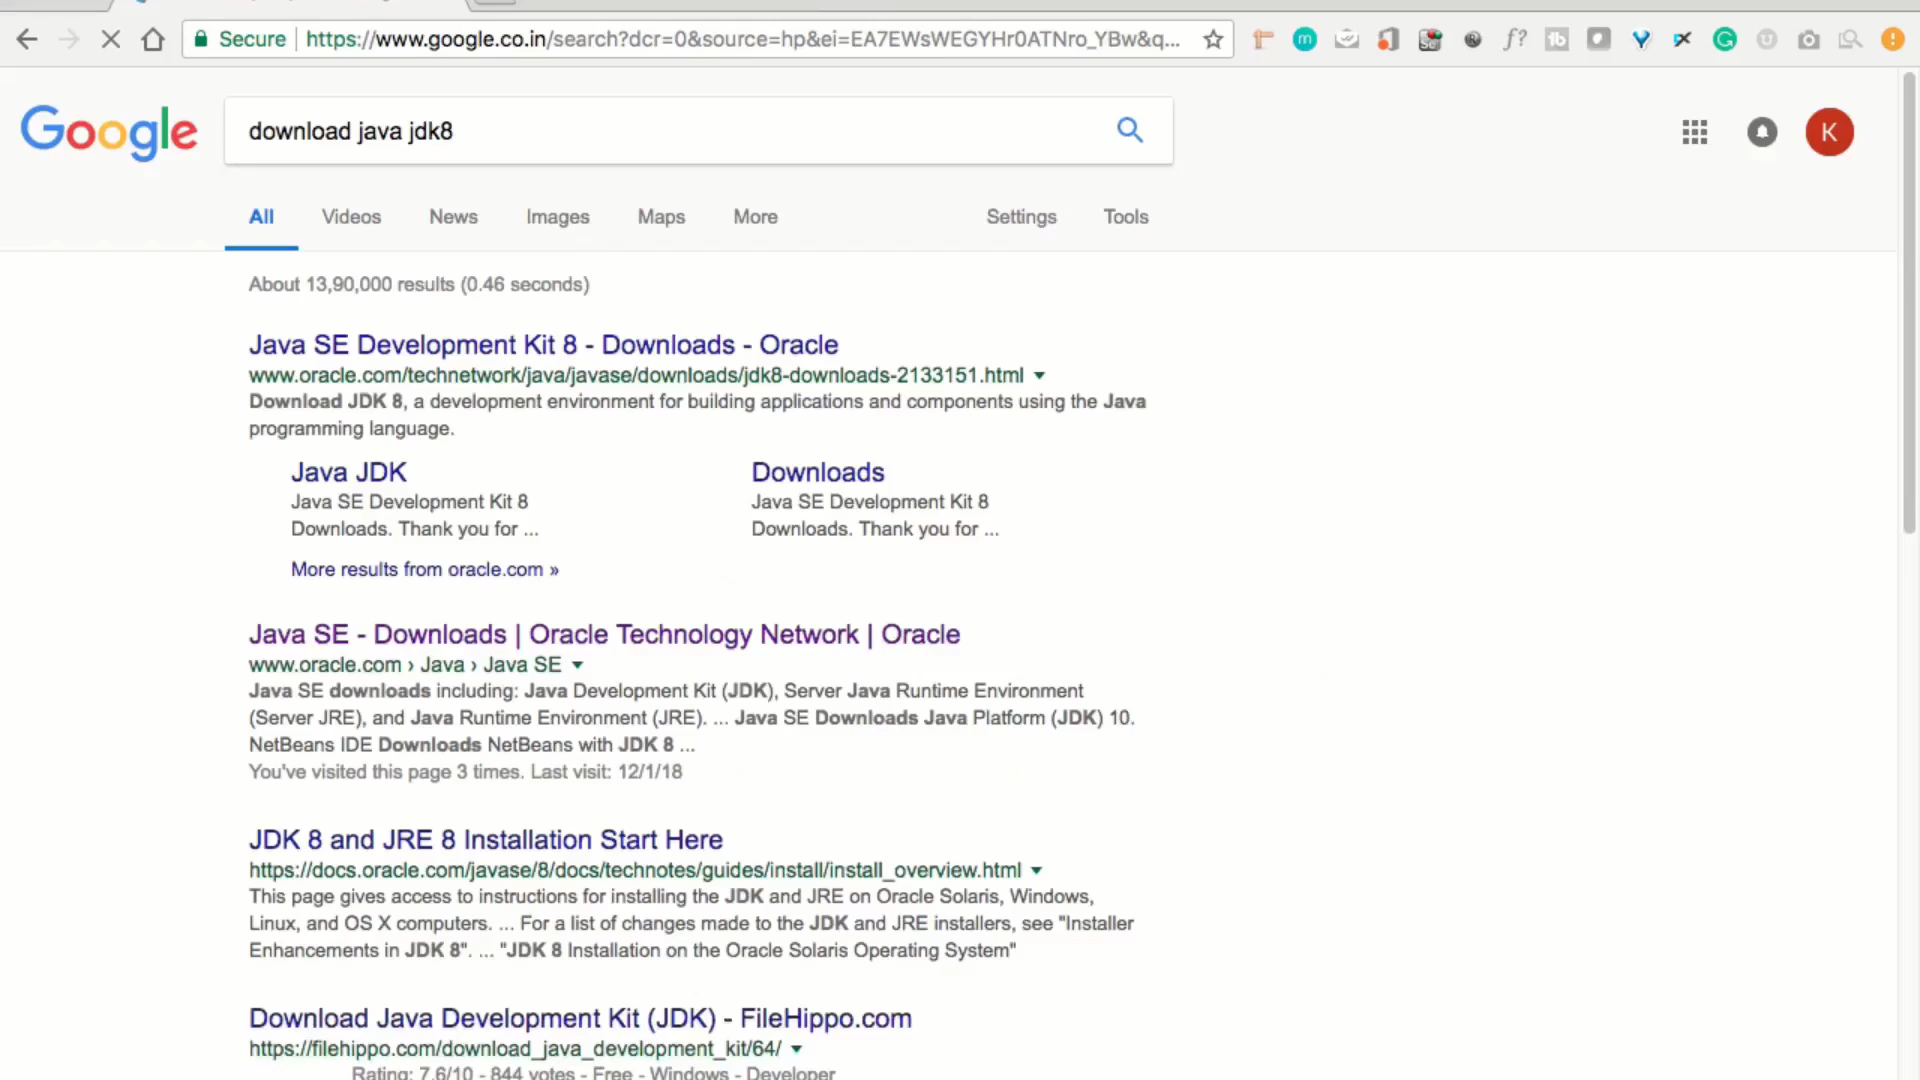 Secure | https://www.google.co.in/search?dcr=0&source=hp&ei=EA7EWsWEGYHr0ATNro_YBw&q...
Google
download java jdk8
K
All Videos News Images Maps More Settings Tools
About 13,90,000 results (0.46 seconds)
Java SE Development Kit 8 - Downloads - Oracle
www.oracle.com/technetwork/java/javase/downloads/jdk8-downloads-2133151.html
Download JDK 8, a development environment for building applications and components using the Java
programming language.
Java JDK
Java SE Development Kit 8
Downloads. Thank you for ...
Downloads
Java SE Development Kit 8
Downloads. Thank you for ...
More results from oracle.com »
Java SE - Downloads | Oracle Technology Network | Oracle
www.oracle.com › Java › Java SE
Java SE downloads including: Java Development Kit (JDK), Server Java Runtime Environment
(Server JRE), and Java Runtime Environment (JRE). ... Java SE Downloads Java Platform (JDK) 10.
NetBeans IDE Downloads NetBeans with JDK 8 ...
You've visited this page 3 times. Last visit: 12/1/18
JDK 8 and JRE 8 Installation Start Here
https://docs.oracle.com/javase/8/docs/technotes/guides/install/install_overview.html
This page gives access to instructions for installing the JDK and JRE on Oracle Solaris, Windows,
Linux, and OS X computers. ... For a list of changes made to the JDK and JRE installers, see "Installer
Enhancements in JDK 8". ... "JDK 8 Installation on the Oracle Solaris Operating System"
Download Java Development Kit (JDK) - FileHippo.com
https://filehippo.com/download_java_development_kit/64/
Rating: 7.6/10 - 844 votes - Free - Windows - Developer